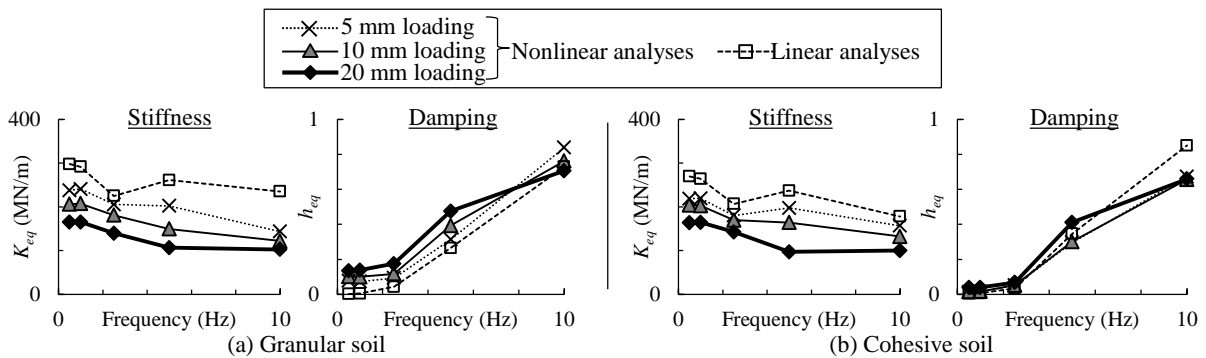 5 mm loading
10 mm loading
20 mm loading
Nonlinear analyses
Linear analyses
Stiffness
400
K_eq (MN/m)
0
0
Frequency (Hz)
10
Damping
1
h_eq
0
0
Frequency (Hz)
10
(a) Granular soil
Stiffness
400
K_eq (MN/m)
0
0
Frequency (Hz)
10
Damping
1
h_eq
0
0
Frequency (Hz)
10
(b) Cohesive soil